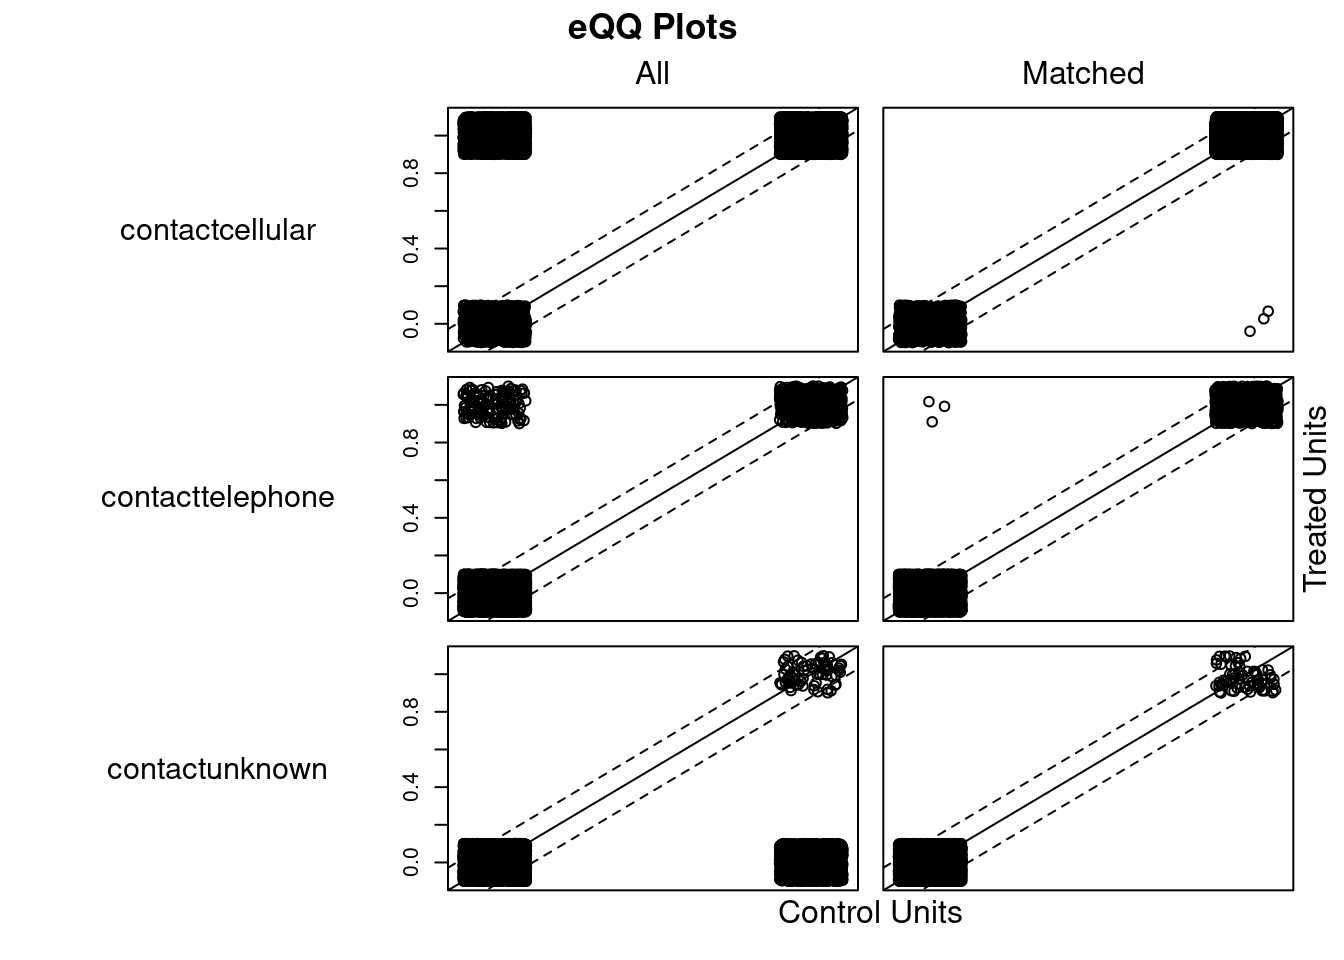 eQQ Plots
All Matched
contactcellular
0.8
0.4
0.0
contacttelephone
0.8
0.4
0.0
Treated Units
contactunknown
0.8
0.4
0.0
Control Units